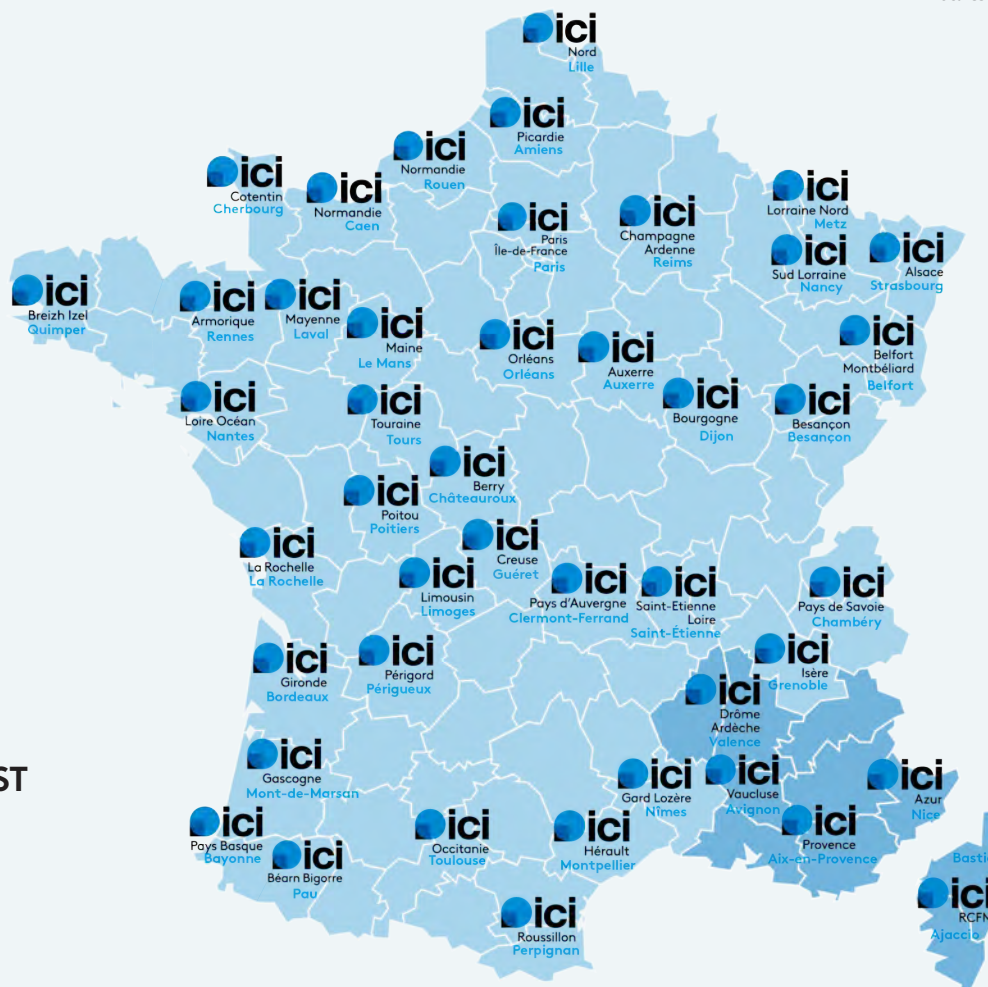 ici
Nord
Lille
ici
Picardie
Amiens
ici
Normandie
Rouen
ici
Cotentin
Cherbourg
ici
Normandie
Caen
ici
Paris
Île-de-France
Paris
ici
Champagne
Ardenne
Reims
ici
Lorraine Nord
Metz
ici
Sud Lorraine
Nancy
ici
Alsace
Strasbourg
ici
Breizh Izel
Quimper
ici
Armorique
Rennes
ici
Mayenne
Laval
ici
Maine
Le Mans
ici
Orléans
Orléans
ici
Auxerre
Auxerre
ici
Belfort
Montbéliard
Belfort
ici
Loire Océan
Nantes
ici
Touraine
Tours
ici
Bourgogne
Dijon
ici
Besançon
Besançon
ici
Berry
Châteauroux
ici
Poitou
Poitiers
ici
La Rochelle
La Rochelle
ici
Creuse
Guéret
ici
Limousin
Limoges
ici
Pays d'Auvergne
Clermont-Ferrand
ici
Saint-Etienne
Loire
Saint-Étienne
ici
Pays de Savoie
Chambéry
ici
Gironde
Bordeaux
ici
Périgord
Périgueux
ici
Isère
Grenoble
ici
Drôme
Ardèche
Valence
ST
ici
Gascogne
Mont-de-Marsan
ici
Gard Lozère
Nîmes
ici
Vaucluse
Avignon
ici
Azur
Nice
ici
Pays Basque
Bayonne
ici
Béarn Bigorre
Pau
ici
Occitanie
Toulouse
ici
Hérault
Montpellier
ici
Provence
Aix-en-Provence
Basti
ici
RCFM
Ajaccio
ici
Roussillon
Perpignan